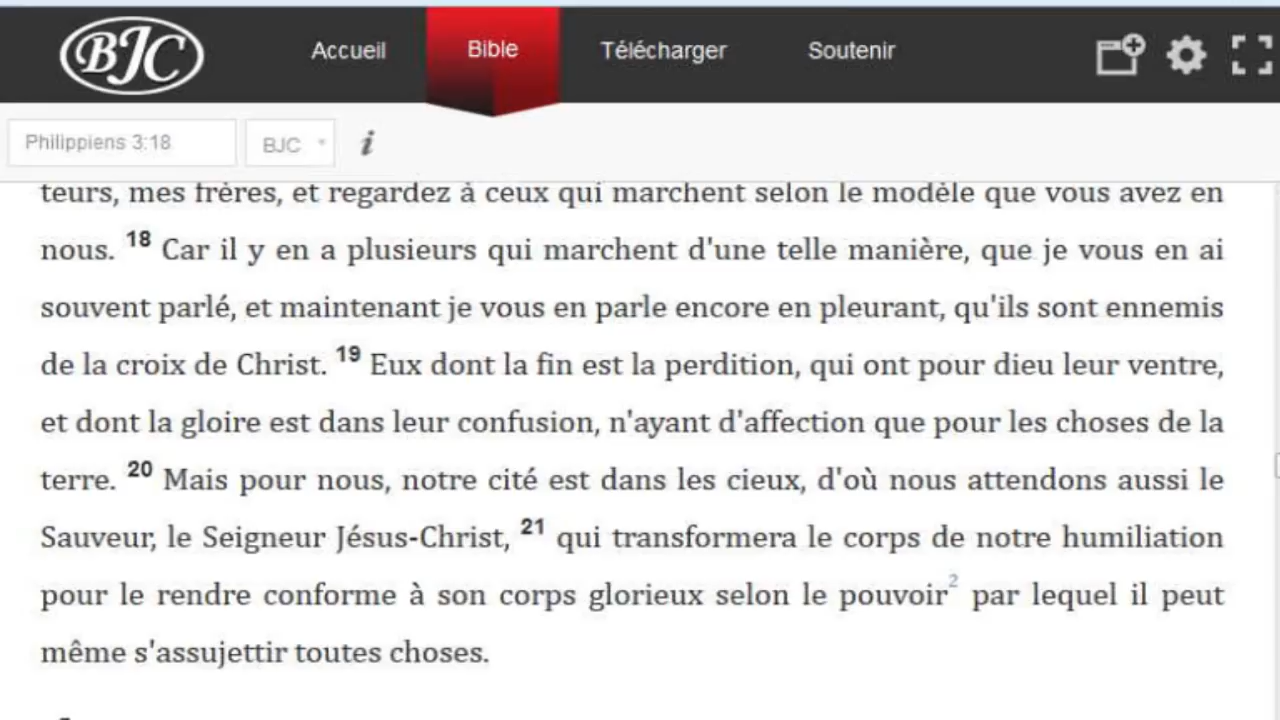 BJC
Accueil
Bible
Télécharger
Soutenir
Philippiens 3:18
BJC
i
teurs, mes frères, et regardez à ceux qui marchent selon le modèle que vous avez en
nous. 18 Car il y en a plusieurs qui marchent d'une telle manière, que je vous en ai
souvent parlé, et maintenant je vous en parle encore en pleurant, qu'ils sont ennemis
de la croix de Christ. 19 Eux dont la fin est la perdition, qui ont pour dieu leur ventre,
et dont la gloire est dans leur confusion, n'ayant d'affection que pour les choses de la
terre. 20 Mais pour nous, notre cité est dans les cieux, d'où nous attendons aussi le
Sauveur, le Seigneur Jésus-Christ, 21 qui transformera le corps de notre humiliation
pour le rendre conforme à son corps glorieux selon le pouvoir2 par lequel il peut
même s'assujettir toutes choses.